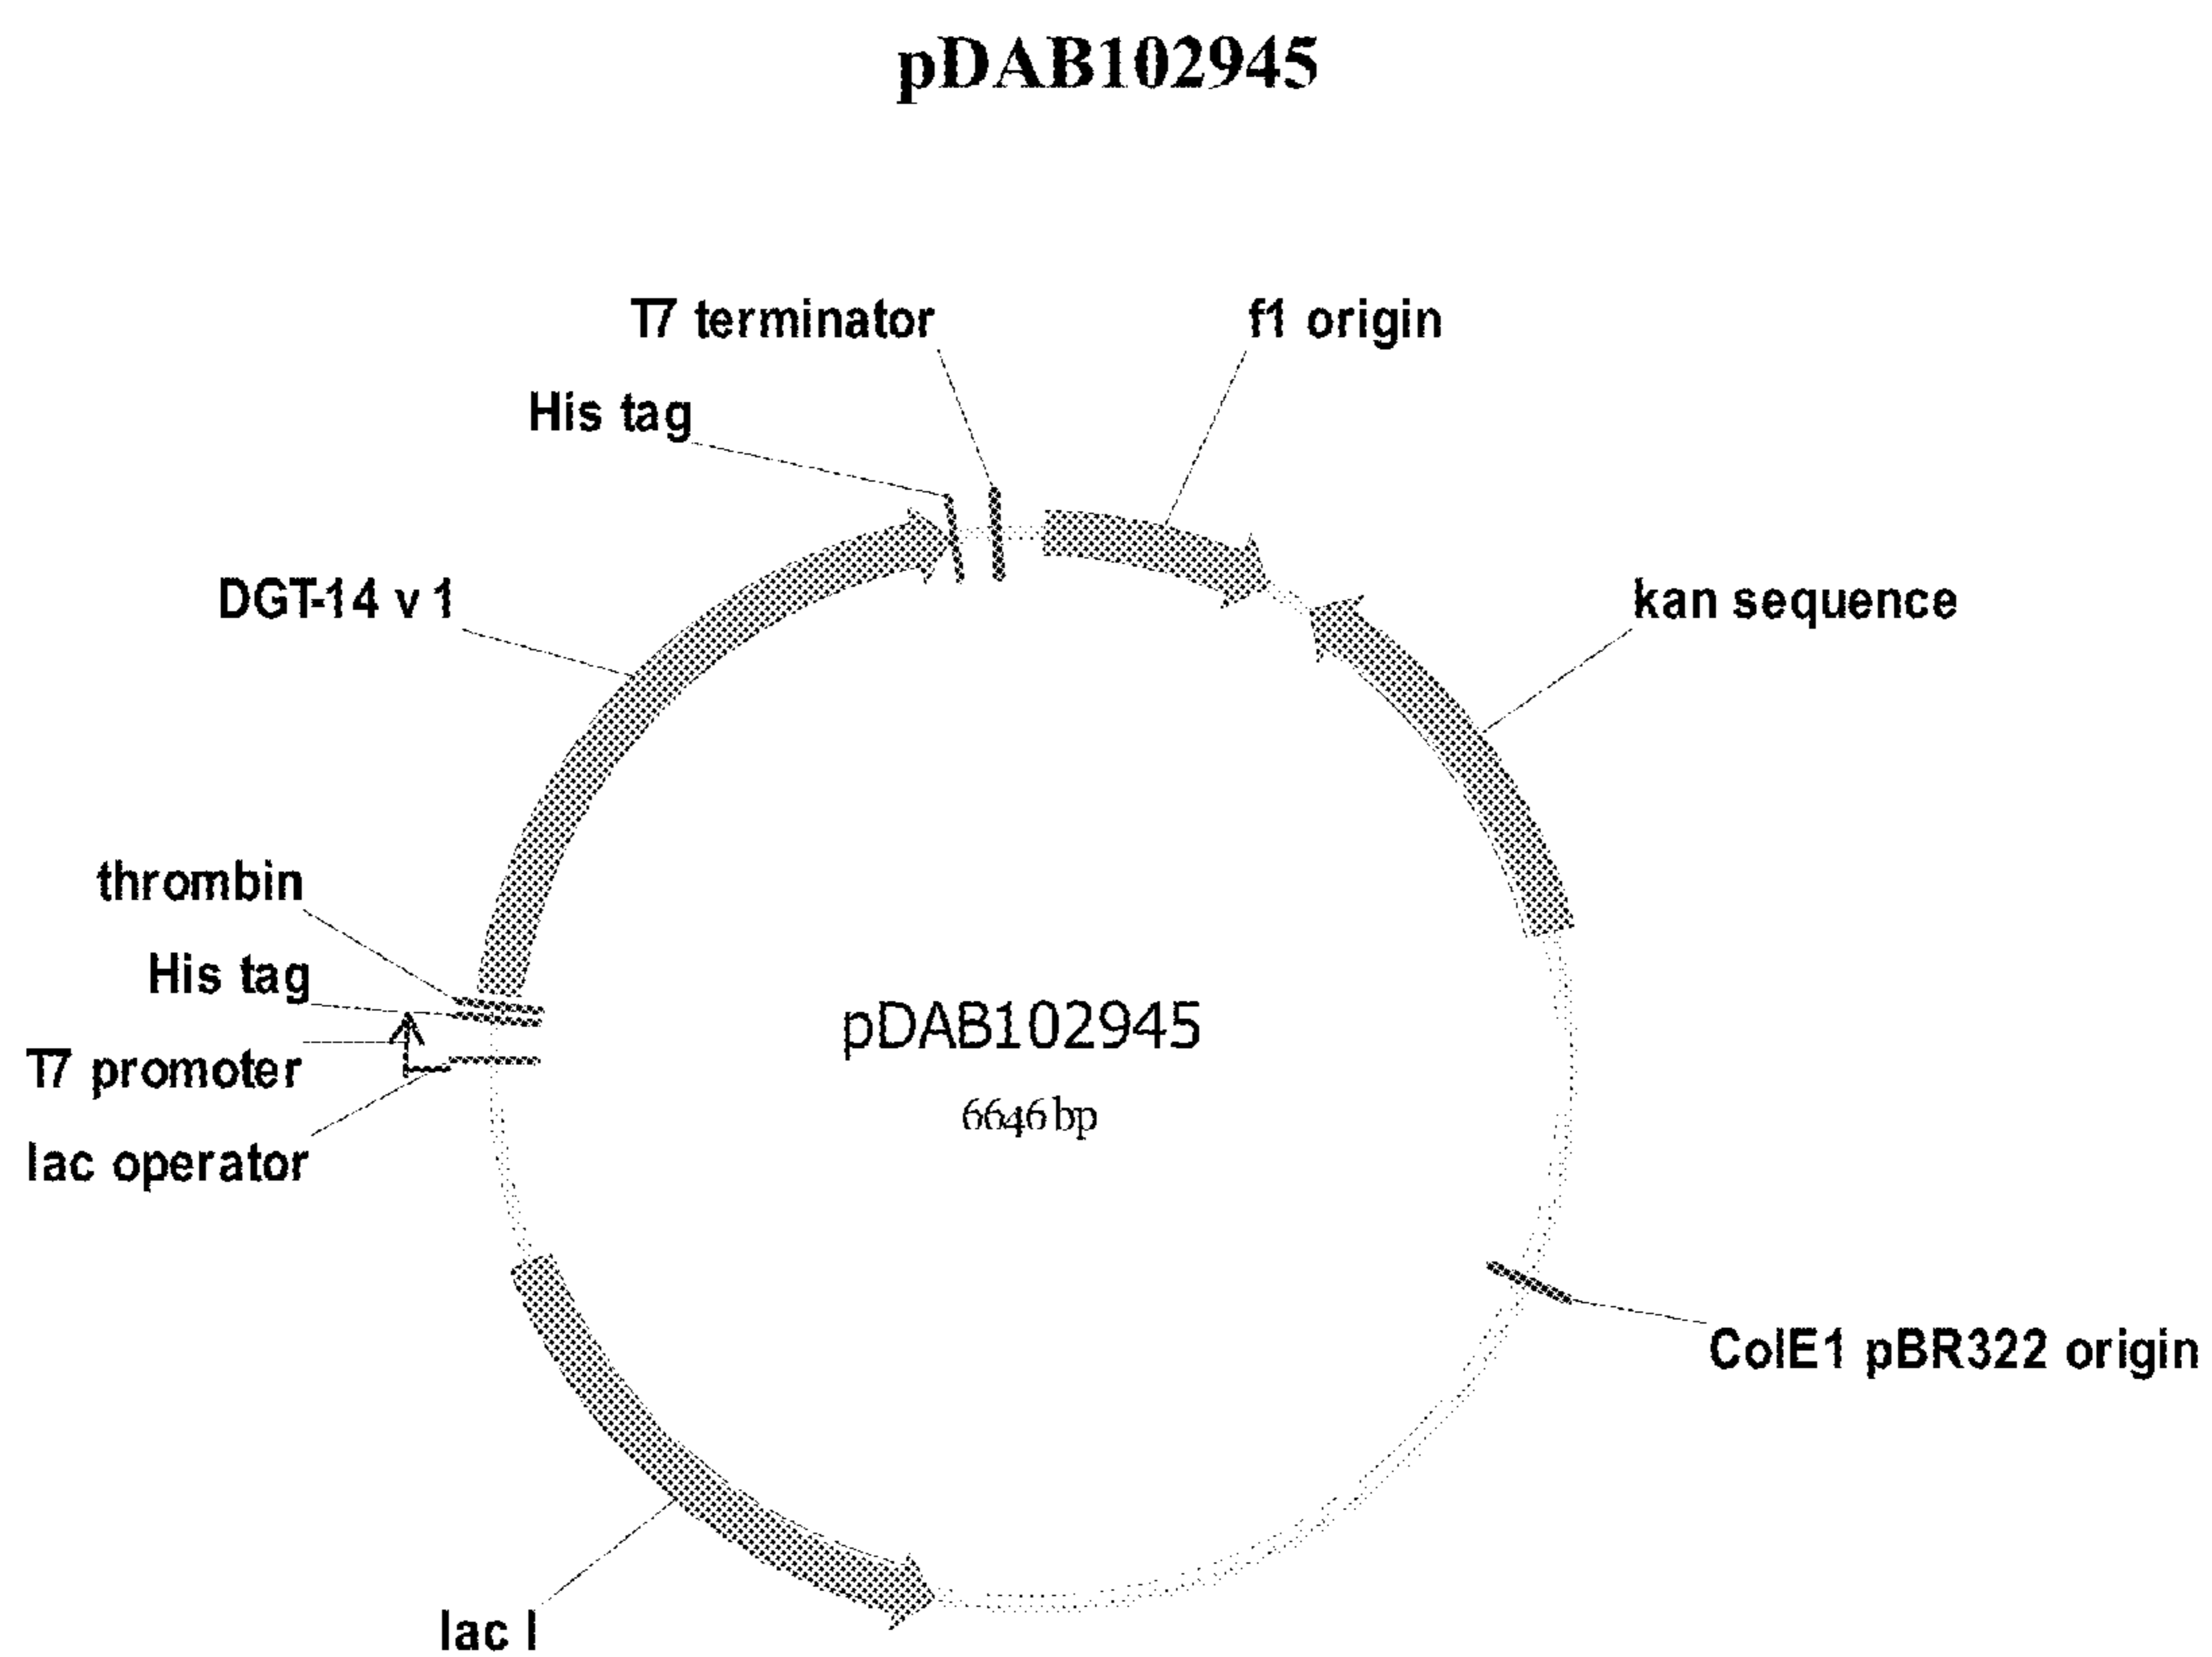 pDAB102945
T7 terminator
f1 origin
His tag
DGT-14 v 1
kan sequence
thrombin
His tag
T7 promoter
lac operator
pDAB102945
6646 bp
ColE1 pBR322 origin
lac I